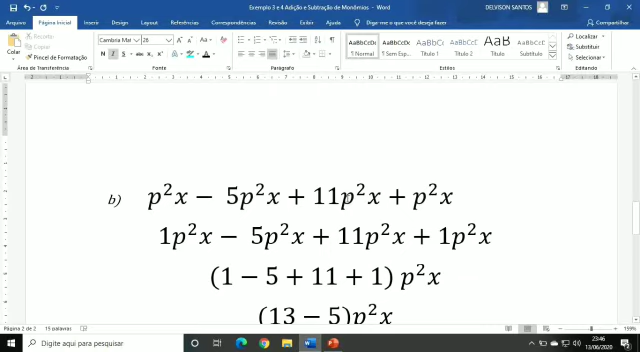 Exemplo 3 e 4 Adição e Subtração de Monômios - Word
DELVISON SANTOS
Arquivo Página Inicial Inserir Design Layout Referências Correspondências Revisão Exibir Ajuda Diga-me o que você deseja fazer Compartilhar
Colar
Recortar
Copiar
Pincel de Formatação
Área de Transferência
Cambria Mat 26
N I S
Fonte
Parágrafo
AaBbCcDc AaBbCcDc AaBbCc AaBbCcC AaB AaBbCcC
¶ Normal ¶ Sem Esp... Título 1 Título 2 Título Subtítulo
Estilos
Localizar
Substituir
Selecionar
Editando
b) p²x − 5p²x + 11p²x + p²x
1p²x − 5p²x + 11p²x + 1p²x
(1 − 5 + 11 + 1) p²x
(13 − 5)p²x
Página 2 de 2 15 palavras
159%
Digite aqui para pesquisar
23:46
13/06/2020